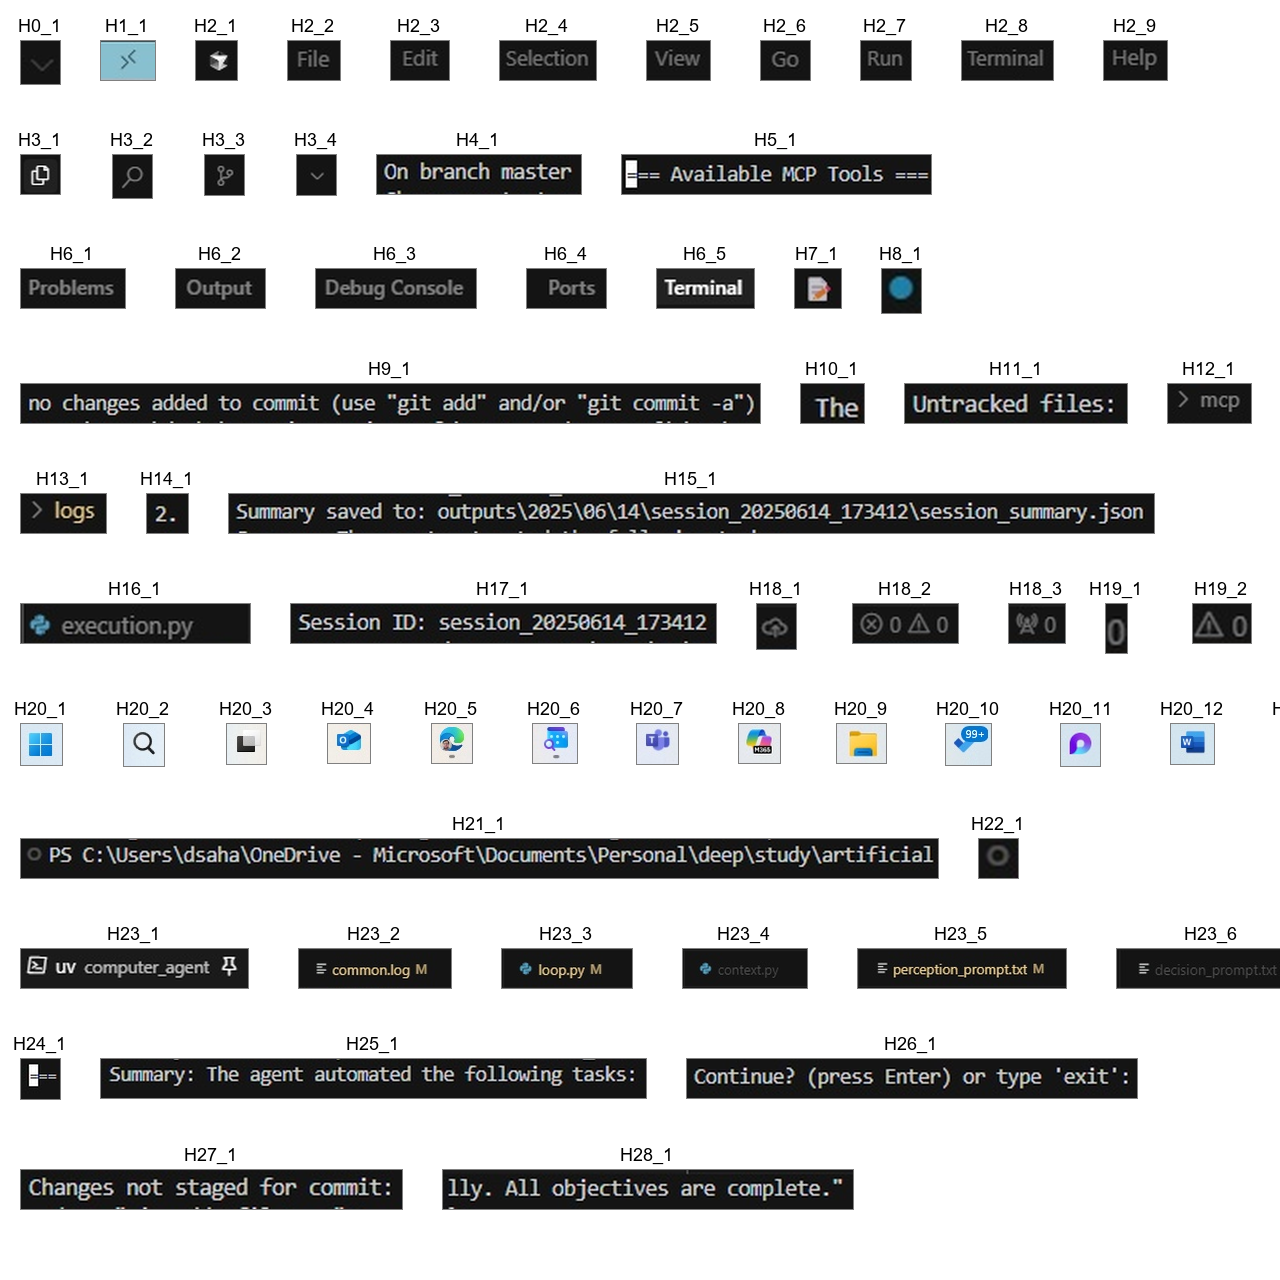 H0_1 H1_1 H2_1 H2_2 H2_3 H2_4 H2_5 H2_6 H2_7 H2_8 H2_9
File Edit Selection View Go Run Terminal Help
H3_1 H3_2 H3_3 H3_4 H4_1 H5_1
On branch master
=== Available MCP Tools ===
H6_1 H6_2 H6_3 H6_4 H6_5 H7_1 H8_1
Problems Output Debug Console Ports Terminal
H9_1 H10_1 H11_1 H12_1
no changes added to commit (use "git add" and/or "git commit -a") The Untracked files: > mcp
H13_1 H14_1 H15_1
> logs 2. Summary saved to: outputs\2025\06\14\session_20250614_173412\session_summary.json
H16_1 H17_1 H18_1 H18_2 H18_3 H19_1 H19_2
execution.py Session ID: session_20250614_173412 0 0 0 0 0
H20_1 H20_2 H20_3 H20_4 H20_5 H20_6 H20_7 H20_8 H20_9 H20_10 H20_11 H20_12 H
M365 99+ W
H21_1 H22_1
PS C:\Users\dsaha\OneDrive - Microsoft\Documents\Personal\deep\study\artificial
H23_1 H23_2 H23_3 H23_4 H23_5 H23_6
uv computer_agent common.log M loop.py M context.py perception_prompt.txt M decision_prompt.txt
H24_1 H25_1 H26_1
=== Summary: The agent automated the following tasks: Continue? (press Enter) or type 'exit':
H27_1 H28_1
Changes not staged for commit: lly. All objectives are complete."